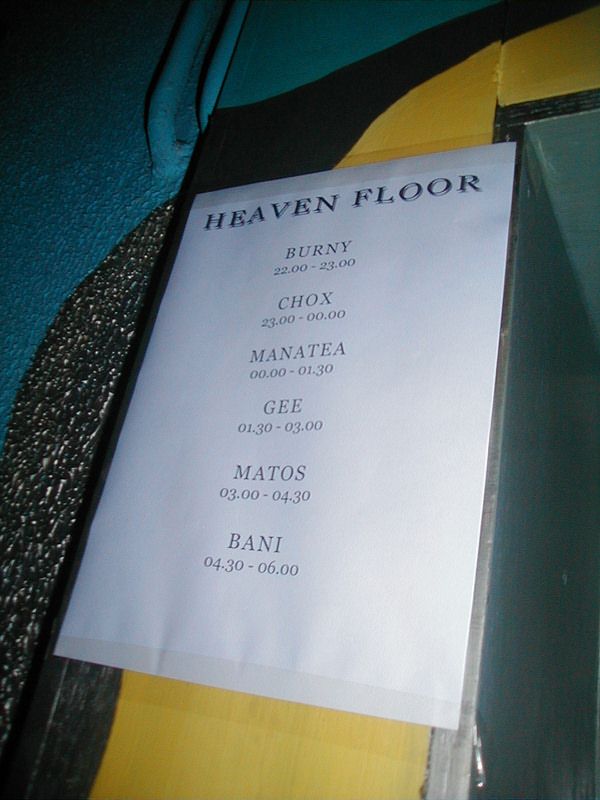 HEAVEN FLOOR
BURNY
22.00 - 23.00
CHOX
23.00 - 00.00
MANATEA
00.00 - 01.30
GEE
01.30 - 03.00
MATOS
03.00 - 04.30
BANI
04.30 - 06.00